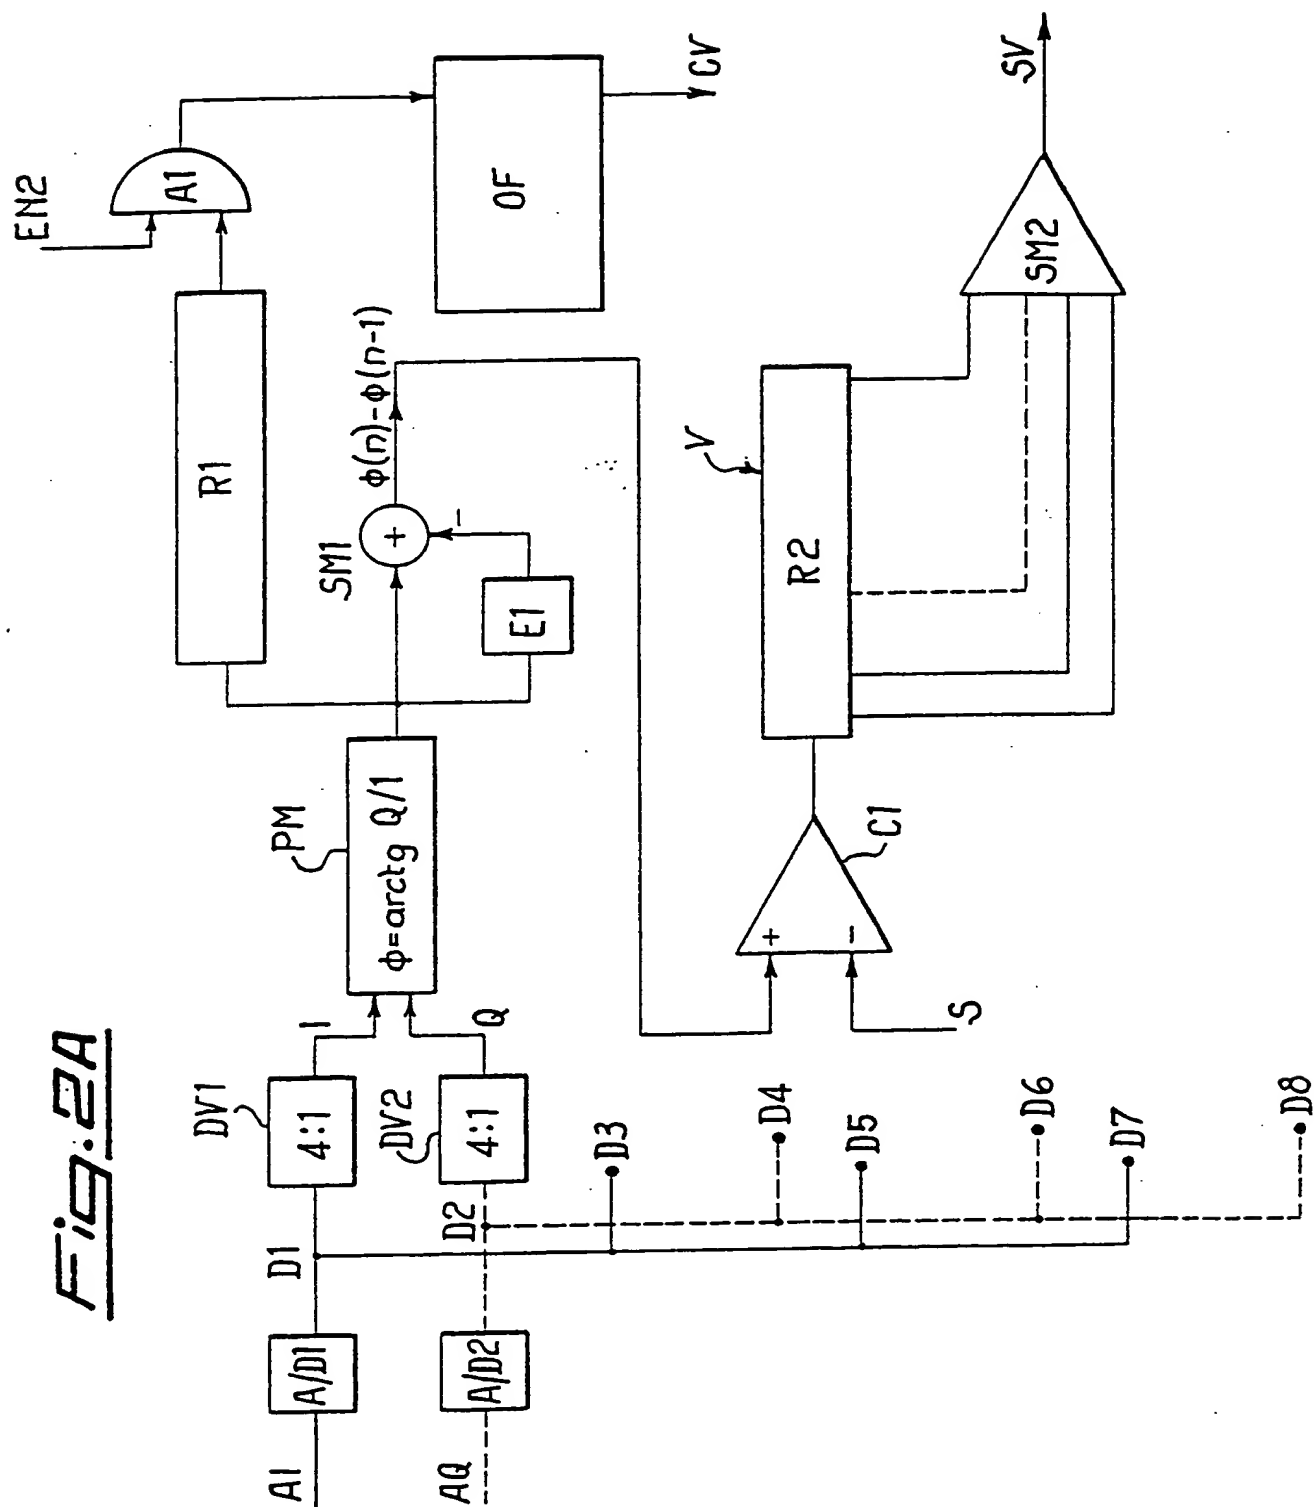 Fig.2A
AI
A/D1
D1
DV1
4:1
I
AQ
A/D2
D2
DV2
4:1
Q
PM
ϕ=arctg Q/1
R1
EN2
A1
OF
CV
SM1
+
−
E1
ϕ(n)-ϕ(n-1)
D3
D4
D5
D6
D7
D8
S
+
−
C1
R2
V
SM2
SV